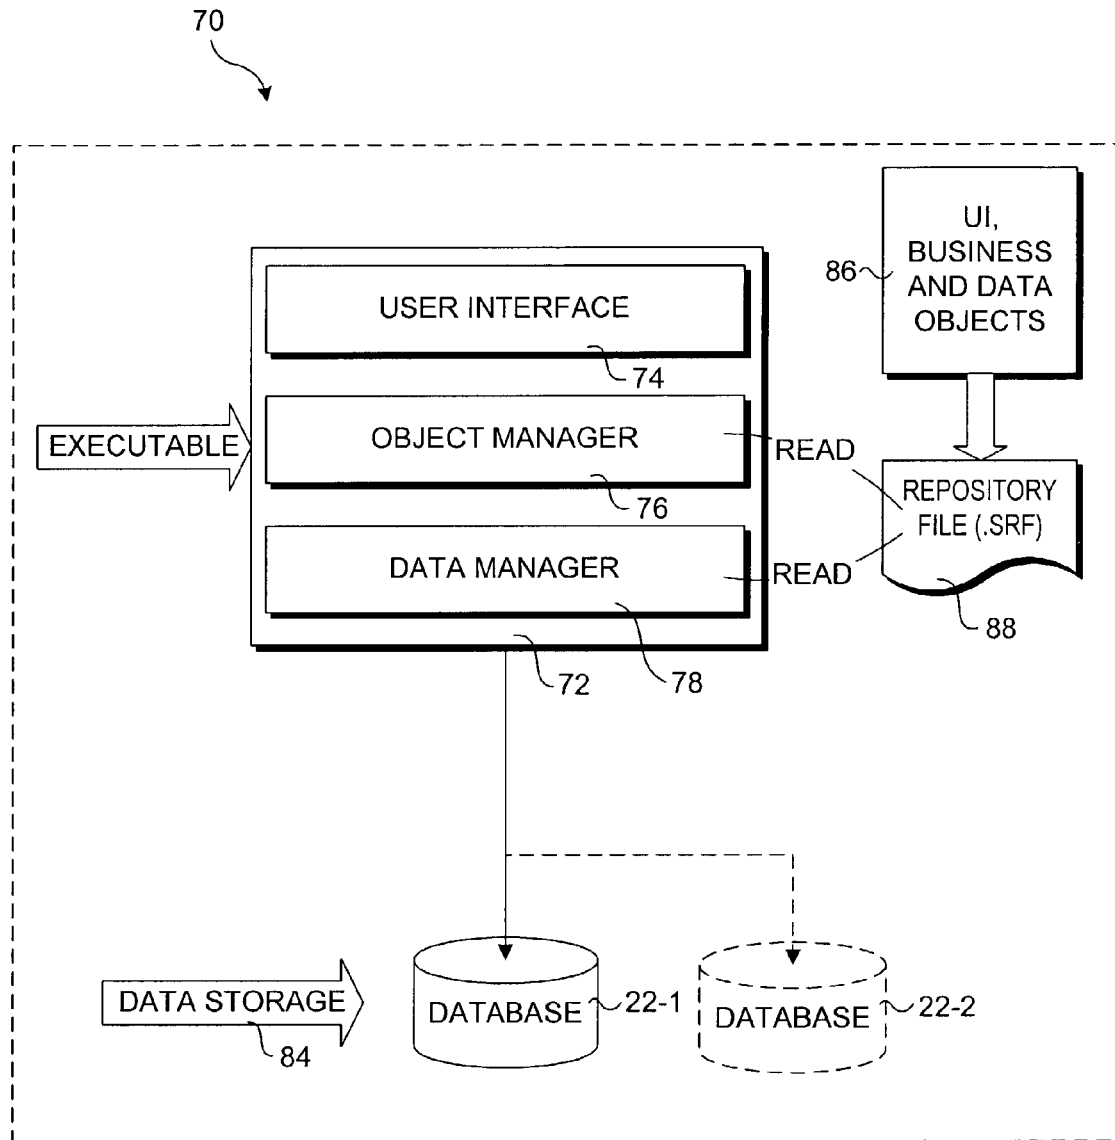 70
UI,
BUSINESS
AND DATA
OBJECTS
86
USER INTERFACE
74
EXECUTABLE
OBJECT MANAGER
76
READ
REPOSITORY
FILE (.SRF)
88
DATA MANAGER
78
READ
72
DATA STORAGE
84
DATABASE
22-1
DATABASE
22-2